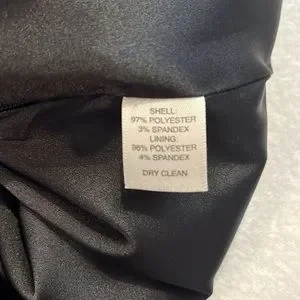 SHELL:
97% POLYESTER
3% SPANDEX
LINING:
96% POLYESTER
4% SPANDEX
DRY CLEAN